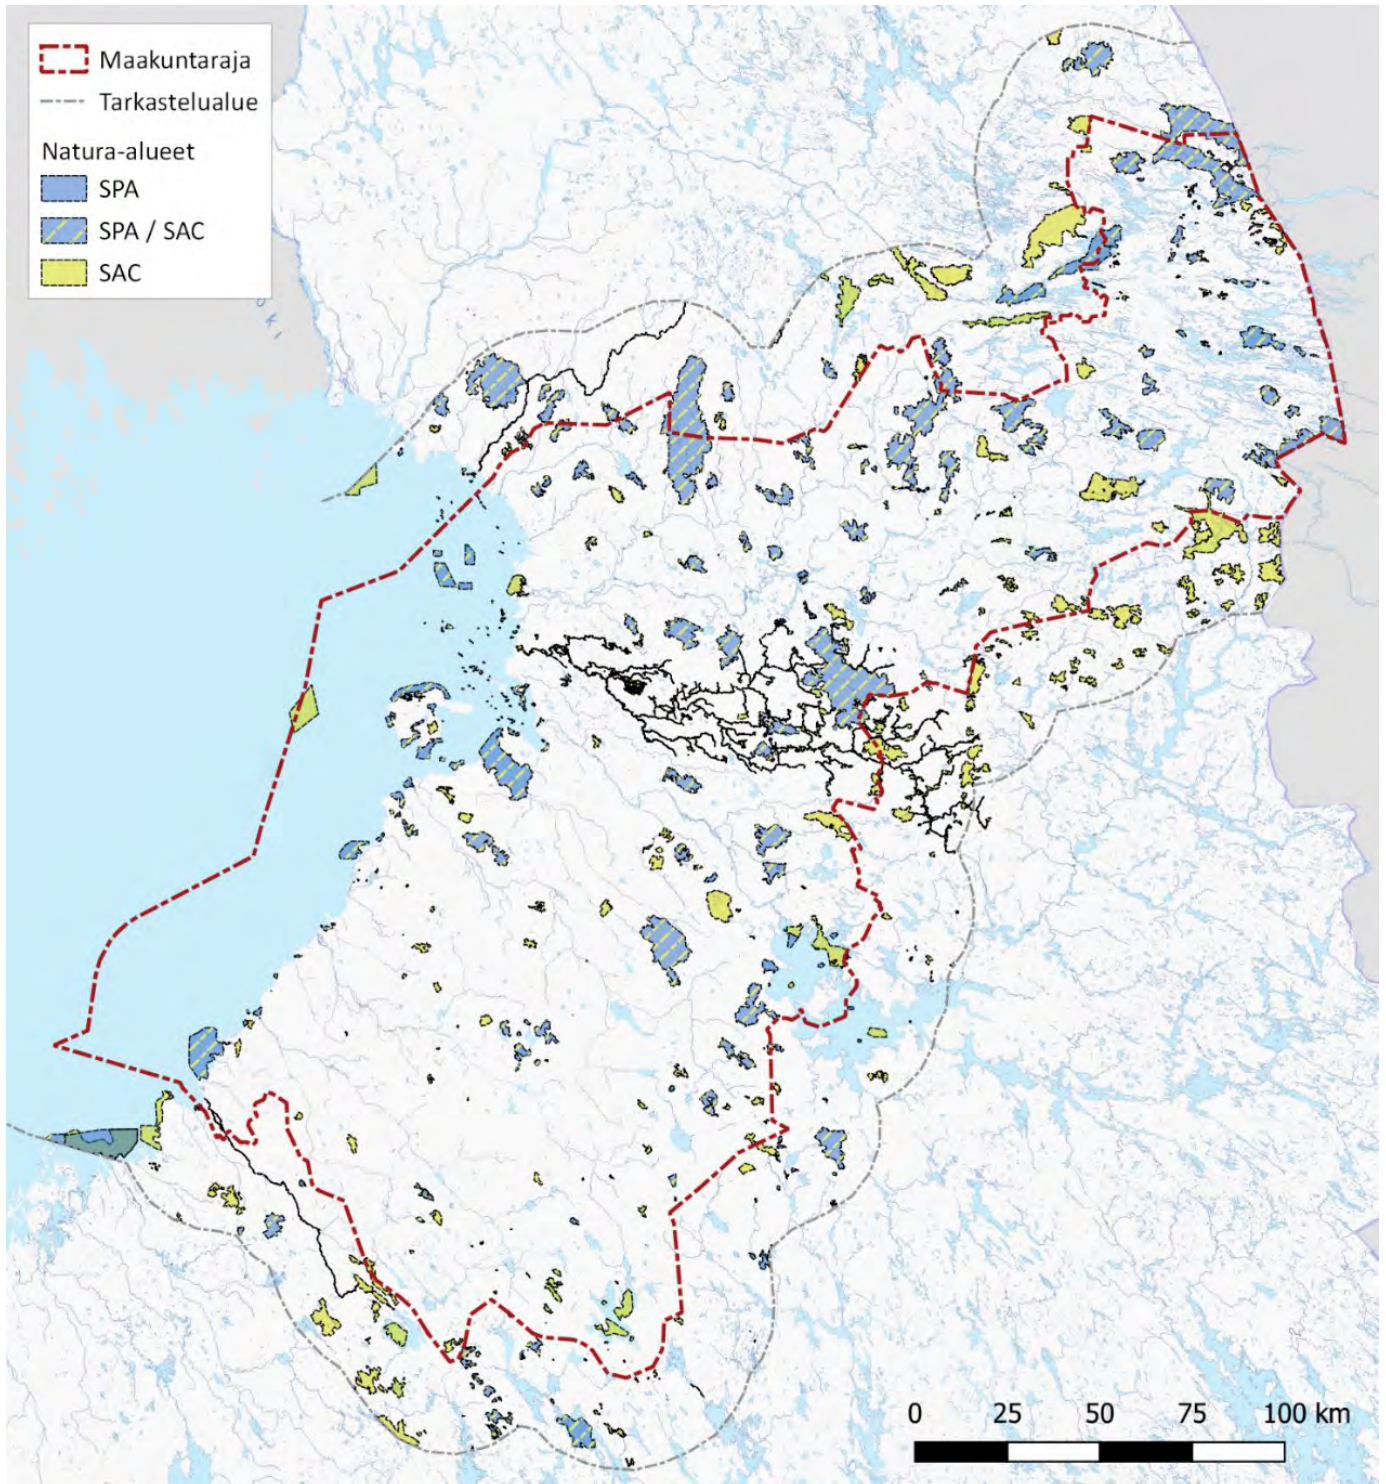 Maakuntaraja
Tarkastelualue
Natura-alueet
SPA
SPA / SAC
SAC
0 25 50 75 100 km